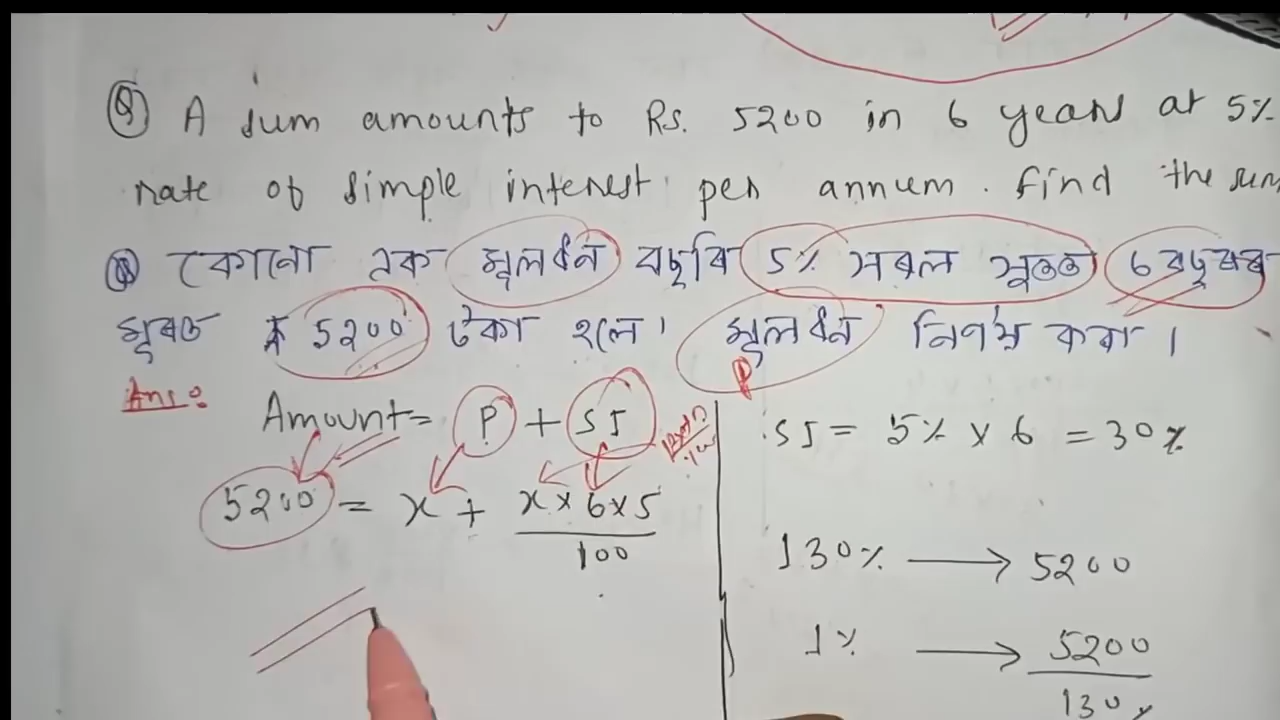 Q A sum amounts to Rs. 5200 in 6 years at 5%
rate of simple interest per annum. find the sum
Q কোনো এক মূলধন বছৰি 5% সৰল সুতত 6 বছৰৰ
মূৰত 5200 টকা হলে। মূলধন নিৰ্ণয় কৰা।
P
Ans:
Amount = P + SI
5200 = x + x × 6 × 5
100
SI = 5% × 6 = 30%
130% → 5200
1% → 5200
130%